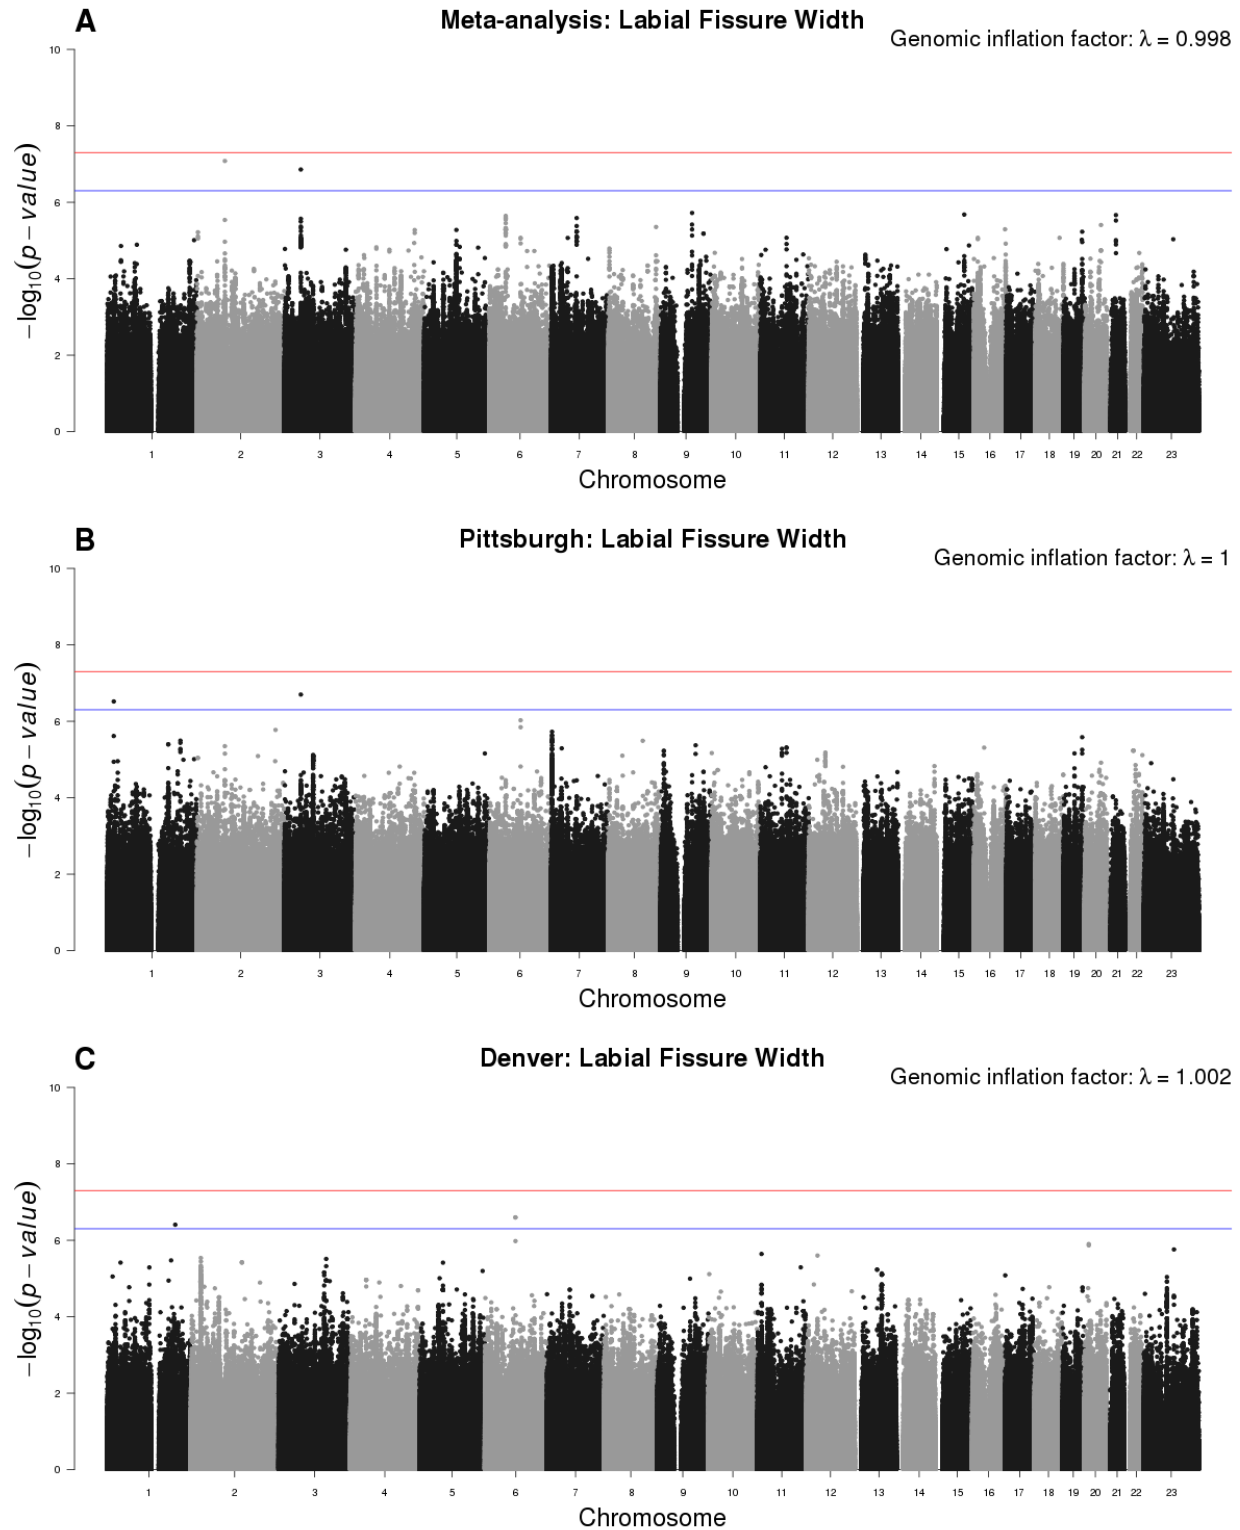 A
Meta-analysis: Labial Fissure Width
Genomic inflation factor: λ = 0.998
10
8
6
4
2
0
−log10(p − value)
1 2 3 4 5 6 7 8 9 10 11 12 13 14 15 16 17 18 19 20 21 22 23
Chromosome
B
Pittsburgh: Labial Fissure Width
Genomic inflation factor: λ = 1
10
8
6
4
2
0
−log10(p − value)
1 2 3 4 5 6 7 8 9 10 11 12 13 14 15 16 17 18 19 20 21 22 23
Chromosome
C
Denver: Labial Fissure Width
Genomic inflation factor: λ = 1.002
10
8
6
4
2
0
−log10(p − value)
1 2 3 4 5 6 7 8 9 10 11 12 13 14 15 16 17 18 19 20 21 22 23
Chromosome